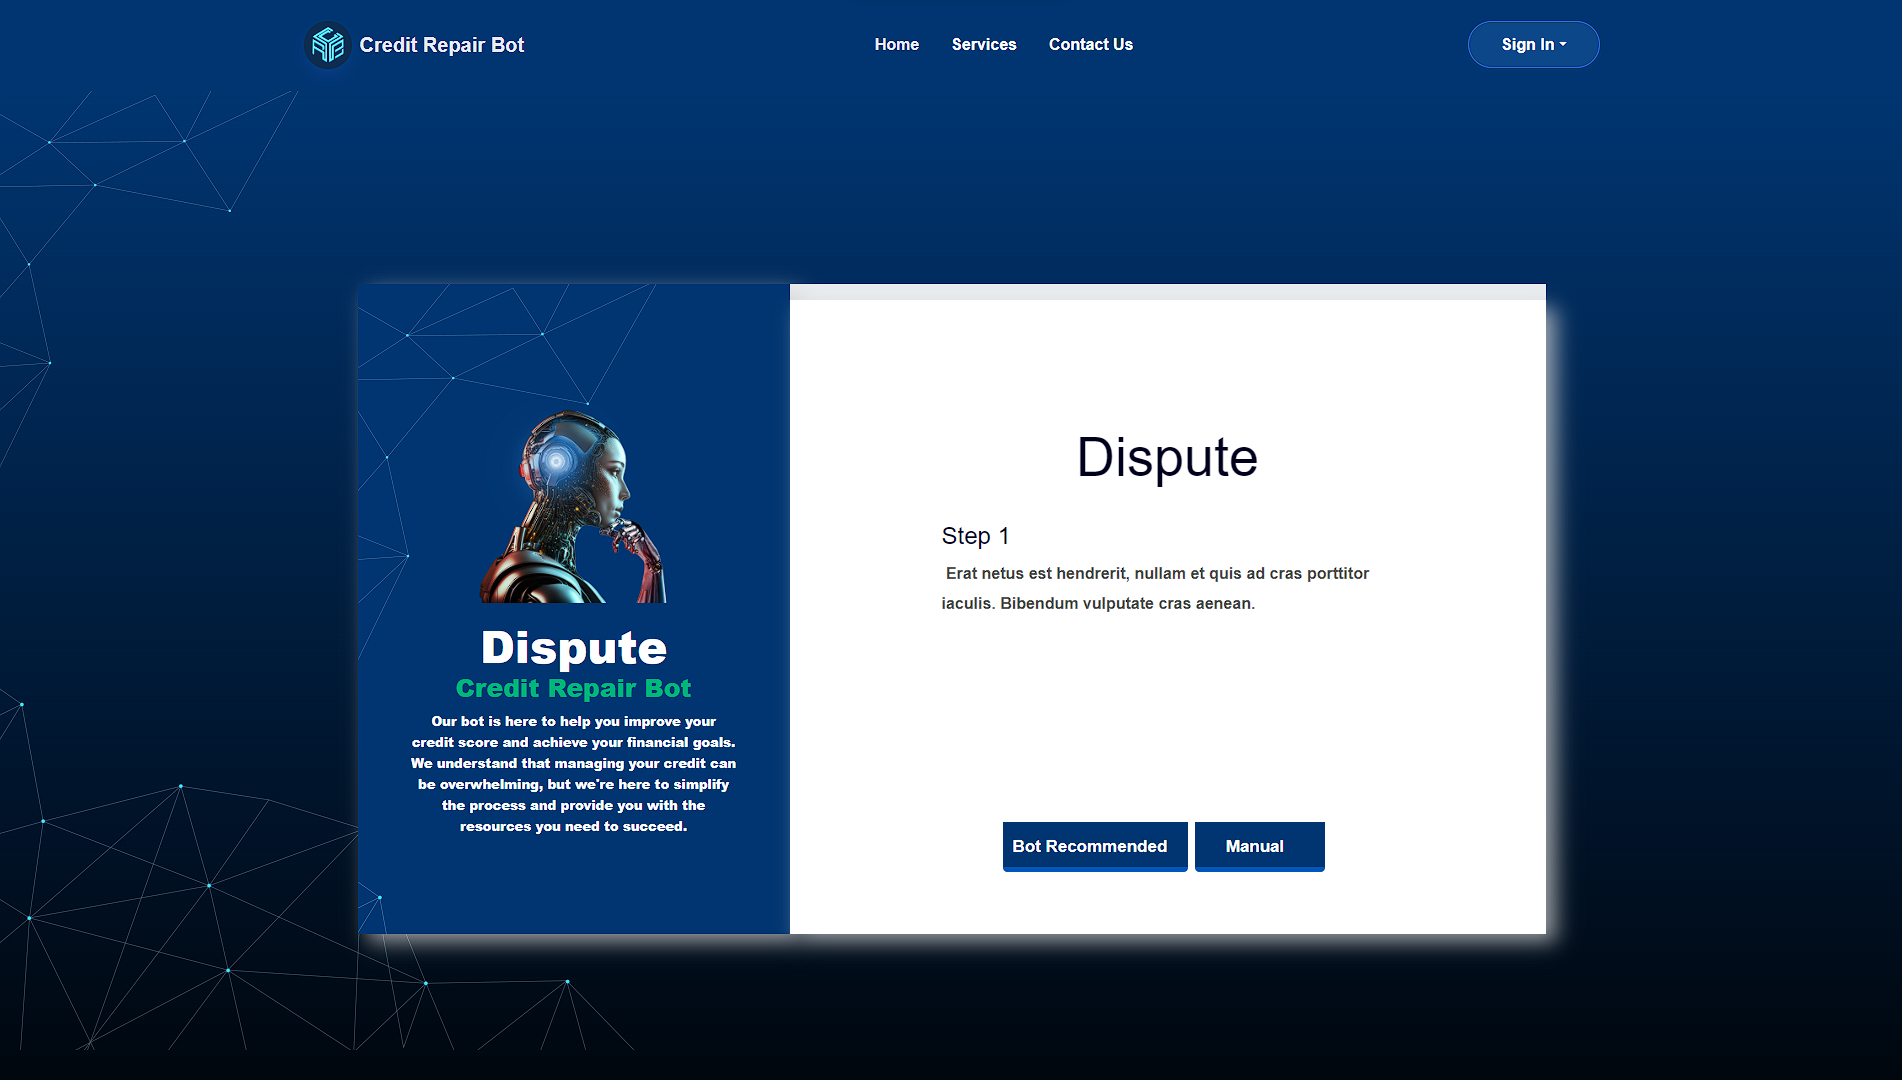 Credit Repair Bot
Home Services Contact Us
Sign In
Dispute
Credit Repair Bot
Our bot is here to help you improve your
credit score and achieve your financial goals.
We understand that managing your credit can
be overwhelming, but we're here to simplify
the process and provide you with the
resources you need to succeed.
Dispute
Step 1
Erat netus est hendrerit, nullam et quis ad cras porttitor
iaculis. Bibendum vulputate cras aenean.
Bot Recommended Manual